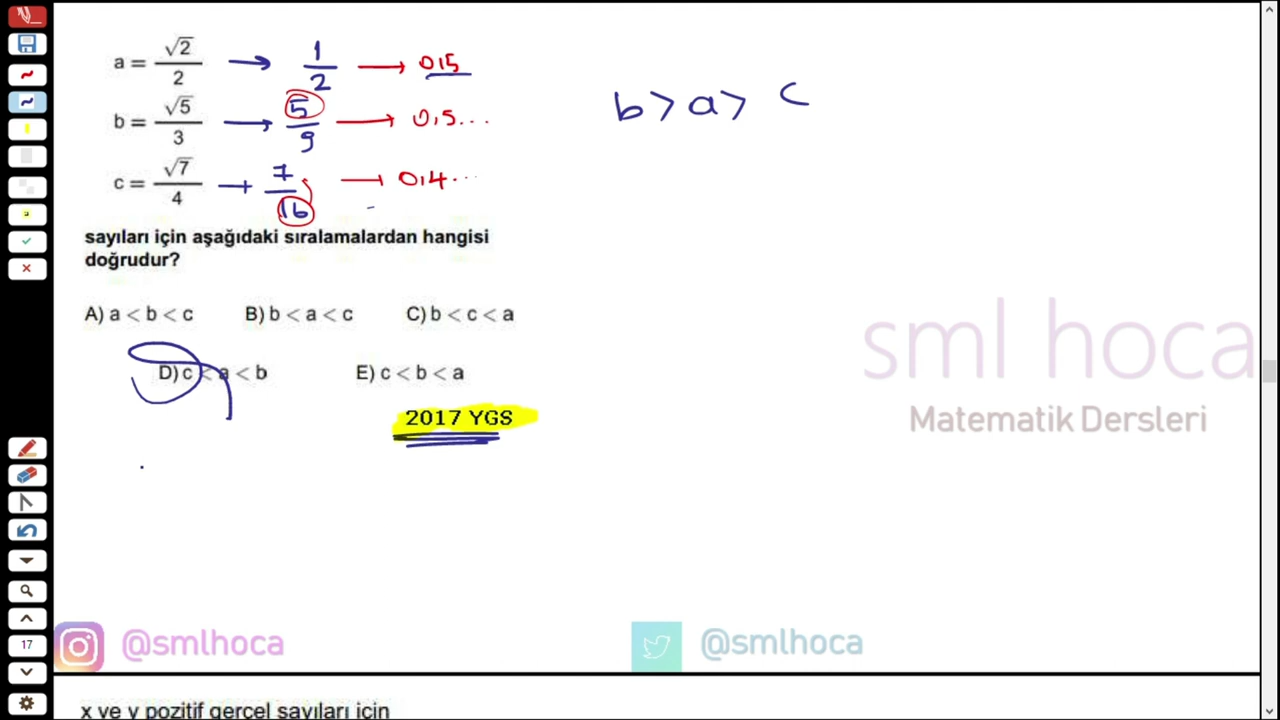 a = √2/2 → 1/2 → 0,5
b > a > c
b = √5/3 → 5/9 → 0,5...
c = √7/4 → 7/16 → 0,4...
sayıları için aşağıdaki sıralamalardan hangisi
doğrudur?
A) a < b < c B) b < a < c C) b < c < a
D) c < a < b E) c < b < a
2017 YGS
sml hoca
Matematik Dersleri
17
@smlhoca @smlhoca
x ve y pozitif gerçel sayıları için